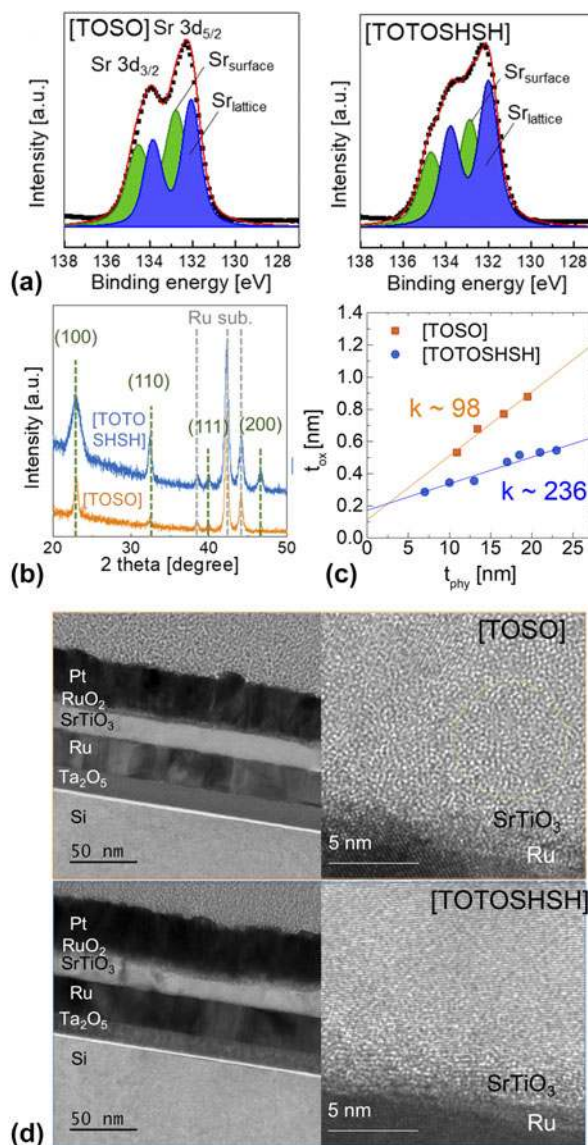 [TOSO] Sr 3d5/2
Sr 3d3/2
Srsurface
Srlattice
Intensity [a.u.]
138 136 134 132 130 128
Binding energy [eV]
[TOTOSHSH]
Srsurface
Srlattice
Intensity [a.u.]
138 136 134 132 130 128
Binding energy [eV]
(a)
Ru sub.
(100)
(110)
(111)
(200)
[TOTO
SHSH]
[TOSO]
Intensity [a.u.]
20 30 40 50
2 theta [degree]
(b)
1.4
1.2
1.0
0.8
0.6
0.4
0.2
0.0
tox [nm]
[TOSO]
[TOTOSHSH]
k ~ 98
k ~ 236
0 5 10 15 20 25
tphy [nm]
(c)
Pt
RuO2
SrTiO3
Ru
Ta2O5
Si
50 nm
[TOSO]
SrTiO3
Ru
5 nm
Pt
RuO2
SrTiO3
Ru
Ta2O5
Si
50 nm
[TOTOSHSH]
SrTiO3
Ru
5 nm
(d)